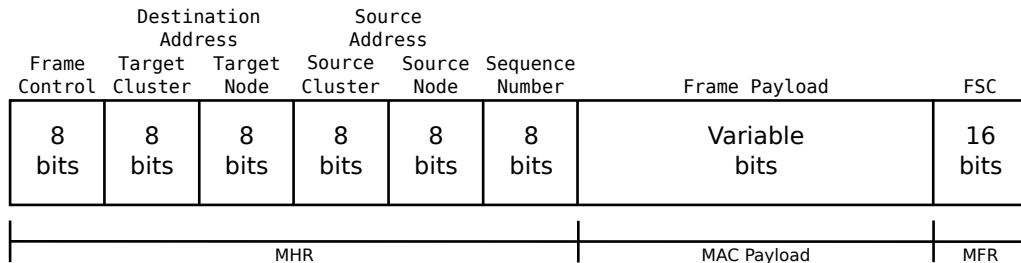 Destination Source
Address Address
Frame Target Target Source Source Sequence
Control Cluster Node Cluster Node Number Frame Payload FSC
8 8 8 8 8 8 Variable 16
bits bits bits bits bits bits bits bits
MHR MAC Payload MFR